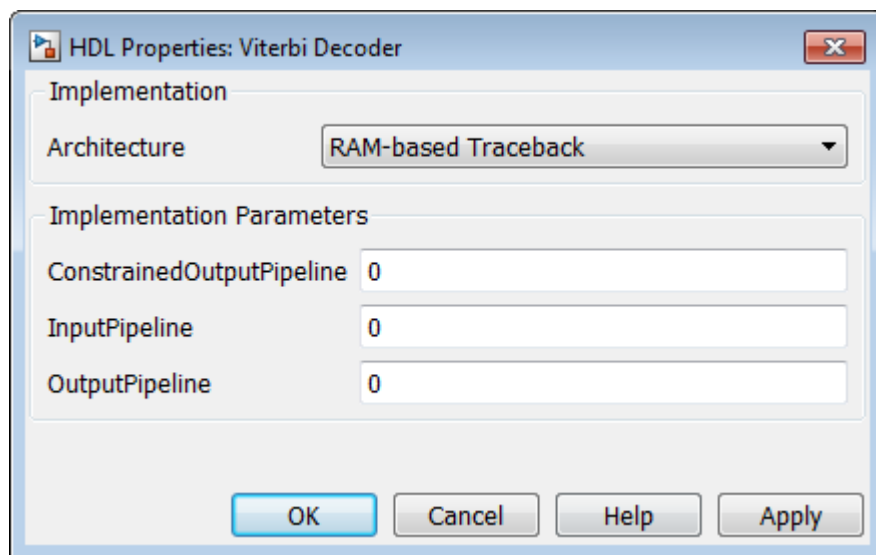 HDL Properties: Viterbi Decoder
Implementation
Architecture RAM-based Traceback
Implementation Parameters
ConstrainedOutputPipeline 0
InputPipeline 0
OutputPipeline 0
OK Cancel Help Apply